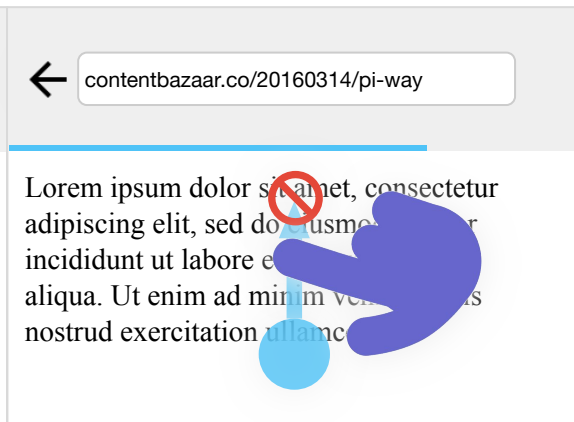 contentbazaar.co/20160314/pi-way
Lorem ipsum dolor sit amet, consectetur
adipiscing elit, sed do
incididunt ut labore
aliqua. Ut enim ad minim
nostrud exercitation ullamc